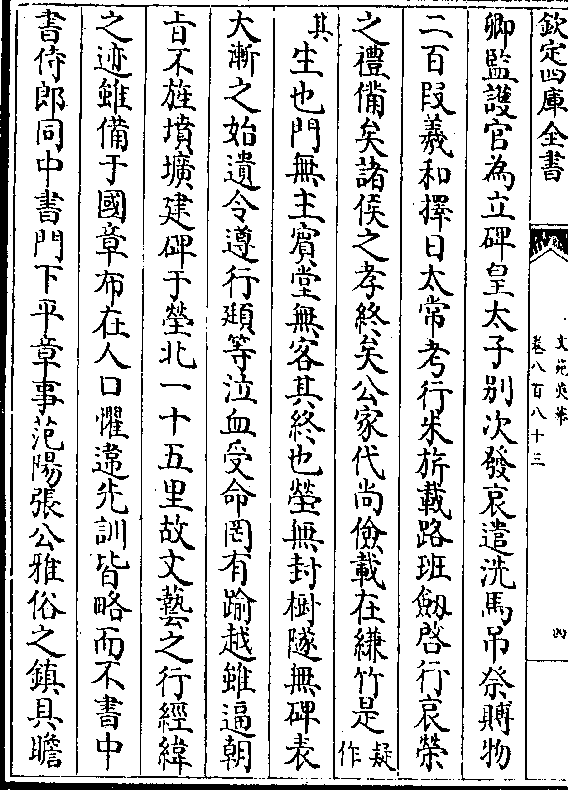 欽定四庫全書
文苑英華
卷八百八十三
四
卿監護官為立碑皇太子别次發哀遣洗馬吊祭賻物
二百段羲和擇日太常考行朱旂載路班劔啓行哀榮
之禮備矣諸侯之孝終矣公家代尚儉載在縑竹是疑作
其生也門無主賓堂無客其終也塋無封樹隧無碑表
大漸之始遺令遵行頲等泣血受命罔有踰越雖逼朝
㫖不旌墳壙建碑于塋北一十五里故文藝之行經緯
之迹雖備于國章布在人口懼違先訓皆略而不書中
書侍郎同中書門下平章事范陽張公雅俗之鎮具瞻